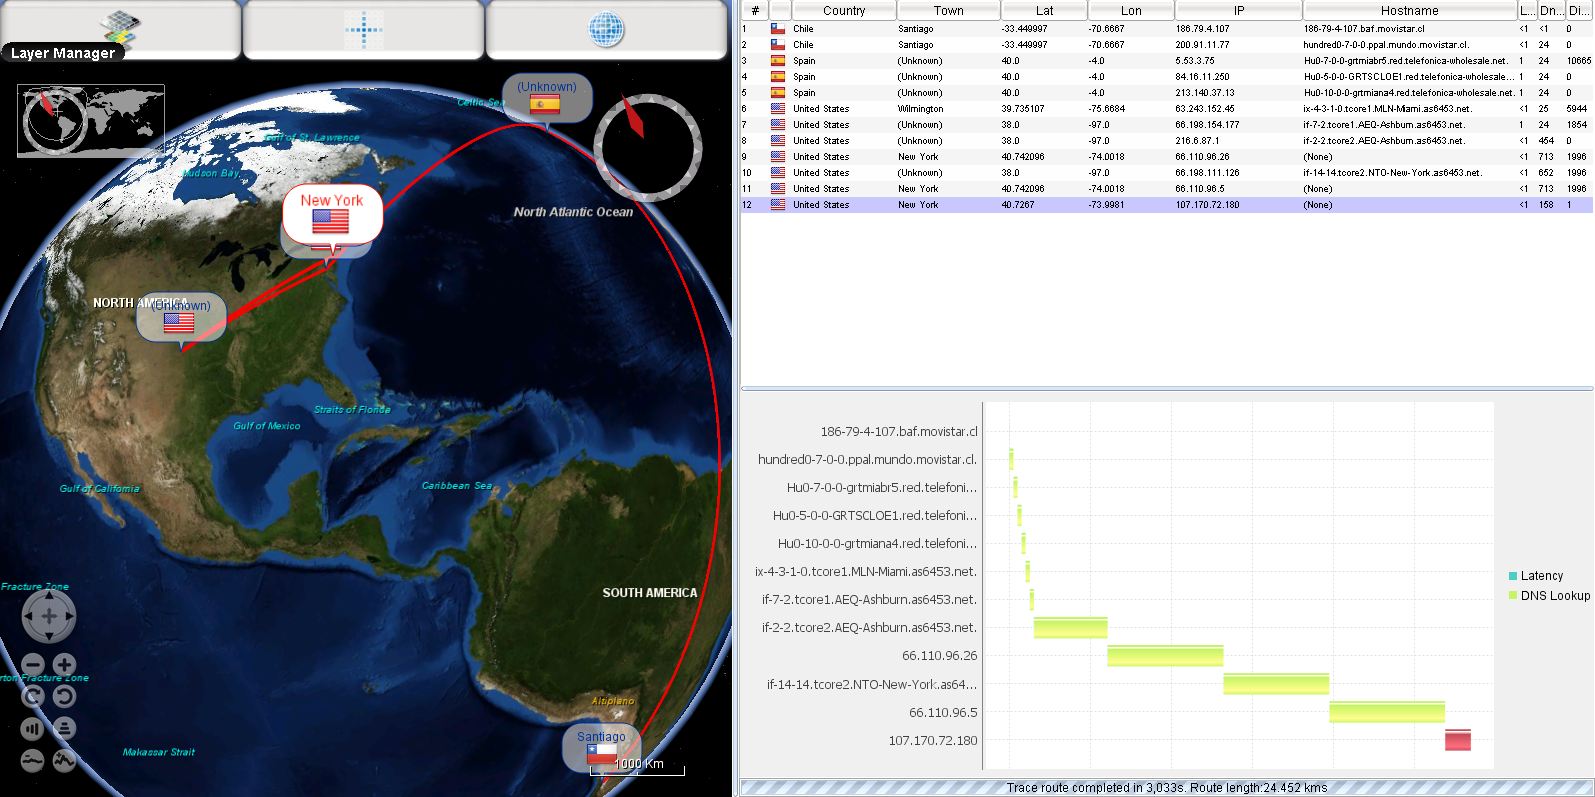 Layer Manager
(Unknown)
Celtic Sea
Gulf of St. Lawrence
Hudson Bay
New York
North Atlantic Ocean
NORTH AMERICA
(Unknown)
Straits of Florida
Gulf of Mexico
Caribbean Sea
Gulf of California
Fracture Zone
SOUTH AMERICA
rton Fracture Zone
Altiplano
Santiago
Makassar Strait
1000 Km
# Country Town Lat Lon IP Hostname L... Dn... Di...
1 Chile Santiago -33.449997 -70.6667 186.79.4.107 186-79-4-107.baf.movistar.cl <1 <1 0
2 Chile Santiago -33.449997 -70.6667 200.91.11.77 hundred0-7-0-0.ppal.mundo.movistar.cl. <1 24 0
3 Spain (Unknown) 40.0 -4.0 5.53.3.75 Hu0-7-0-0-grtmiabr5.red.telefonica-wholesale.net. 1 24 10665
4 Spain (Unknown) 40.0 -4.0 84.16.11.250 Hu0-5-0-0-GRTSCLOE1.red.telefonica-wholesale.... 1 24 0
5 Spain (Unknown) 40.0 -4.0 213.140.37.13 Hu0-10-0-0-grtmiana4.red.telefonica-wholesale.net. 1 24 0
6 United States Wilmington 39.735107 -75.6684 63.243.152.45 ix-4-3-1-0.tcore1.MLN-Miami.as6453.net. <1 25 5944
7 United States (Unknown) 38.0 -97.0 66.198.154.177 if-7-2.tcore1.AEQ-Ashburn.as6453.net. 1 24 1854
8 United States (Unknown) 38.0 -97.0 216.6.87.1 if-2-2.tcore2.AEQ-Ashburn.as6453.net. <1 454 0
9 United States New York 40.742096 -74.0018 66.110.96.26 (None) <1 713 1996
10 United States (Unknown) 38.0 -97.0 66.198.111.126 if-14-14.tcore2.NTO-New-York.as6453.net. <1 652 1996
11 United States New York 40.742096 -74.0018 66.110.96.5 (None) <1 713 1996
12 United States New York 40.7267 -73.9981 107.170.72.180 (None) <1 158 1
186-79-4-107.baf.movistar.cl
hundred0-7-0-0.ppal.mundo.movistar.cl.
Hu0-7-0-0-grtmiabr5.red.telefoni...
Hu0-5-0-0-GRTSCLOE1.red.telefoni...
Hu0-10-0-0-grtmiana4.red.telefoni...
ix-4-3-1-0.tcore1.MLN-Miami.as6453.net.
if-7-2.tcore1.AEQ-Ashburn.as6453.net.
if-2-2.tcore2.AEQ-Ashburn.as6453.net.
66.110.96.26
if-14-14.tcore2.NTO-New-York.as64...
66.110.96.5
107.170.72.180
Latency
DNS Lookup
Trace route completed in 3,033s. Route length:24.452 kms